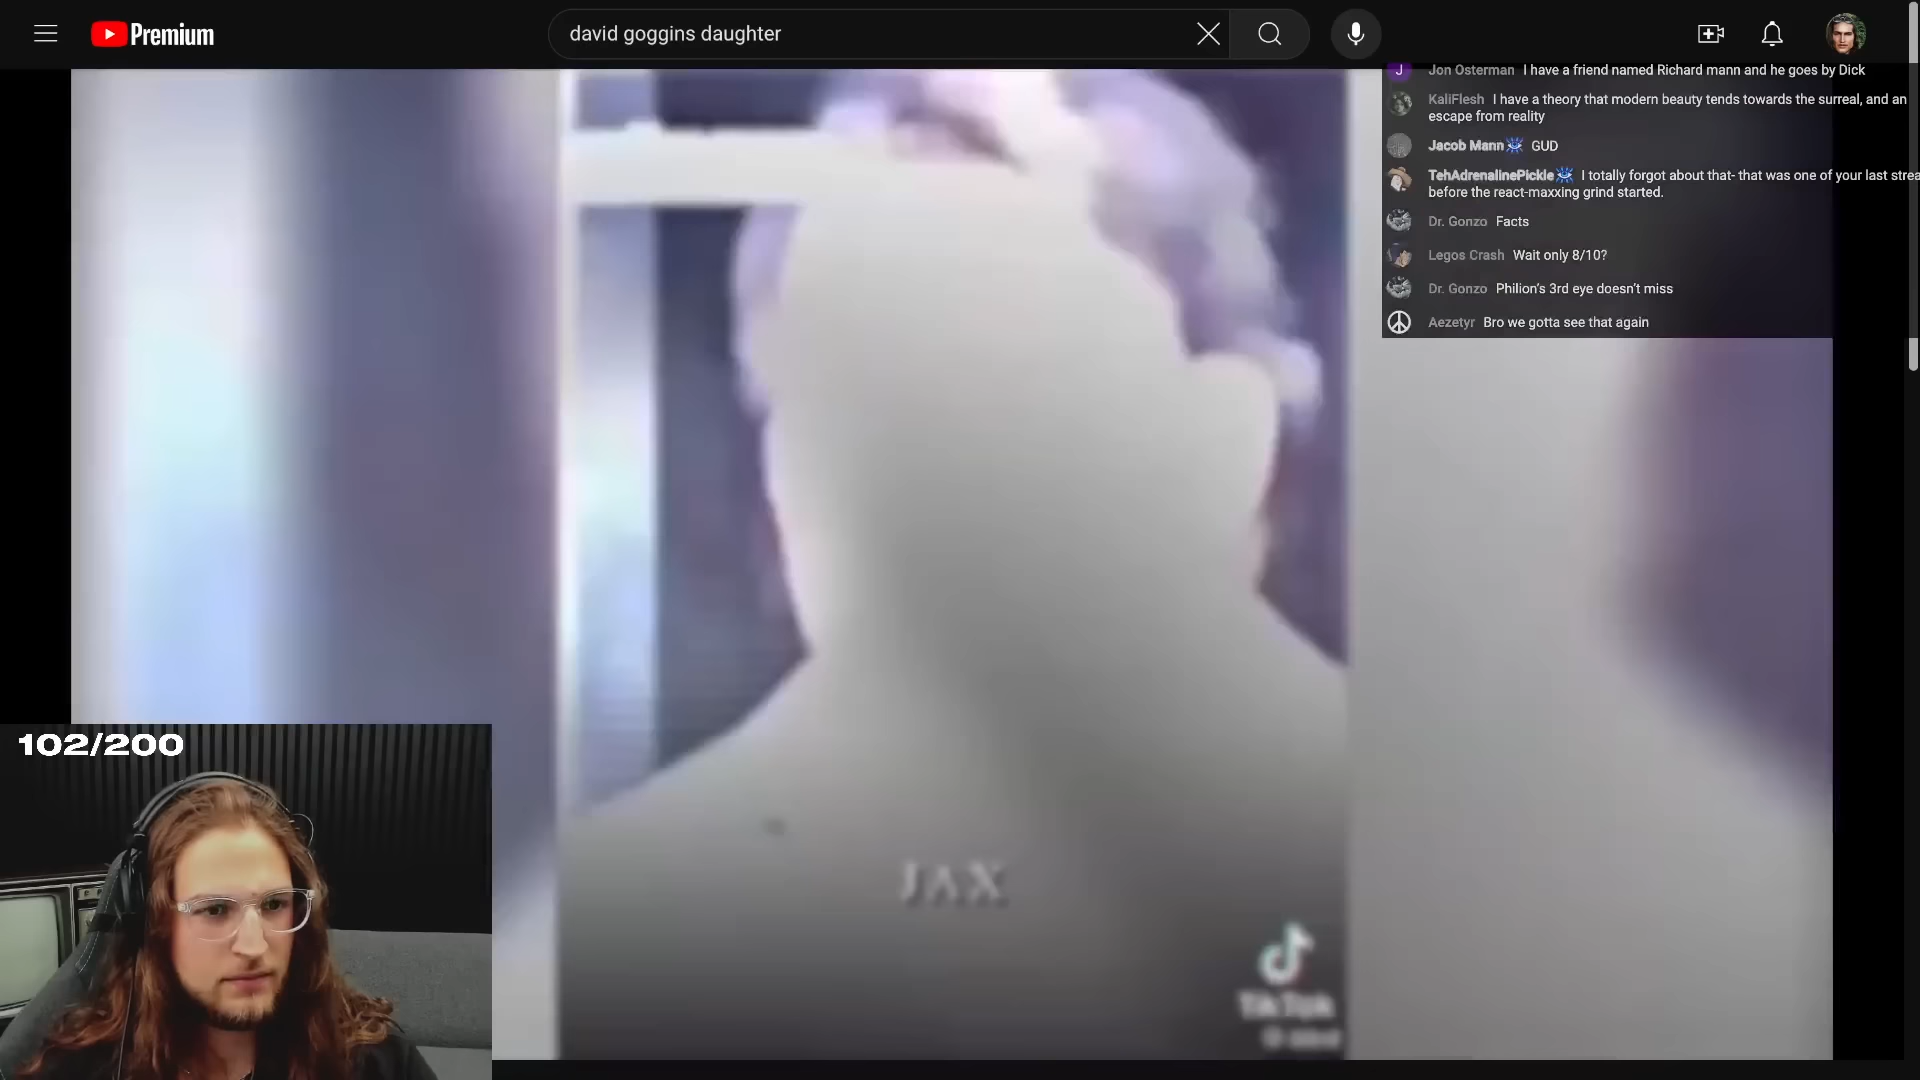 Premium
david goggins daughter
J Jon Osterman I have a friend named Richard mann and he goes by Dick
KaliFlesh I have a theory that modern beauty tends towards the surreal, and an
escape from reality
Jacob Mann GUD
TehAdrenalinePickle I totally forgot about that- that was one of your last strea
before the react-maxxing grind started.
Dr. Gonzo Facts
Legos Crash Wait only 8/10?
Dr. Gonzo Philion's 3rd eye doesn't miss
Aezetyr Bro we gotta see that again
102/200
JAX
TikTok